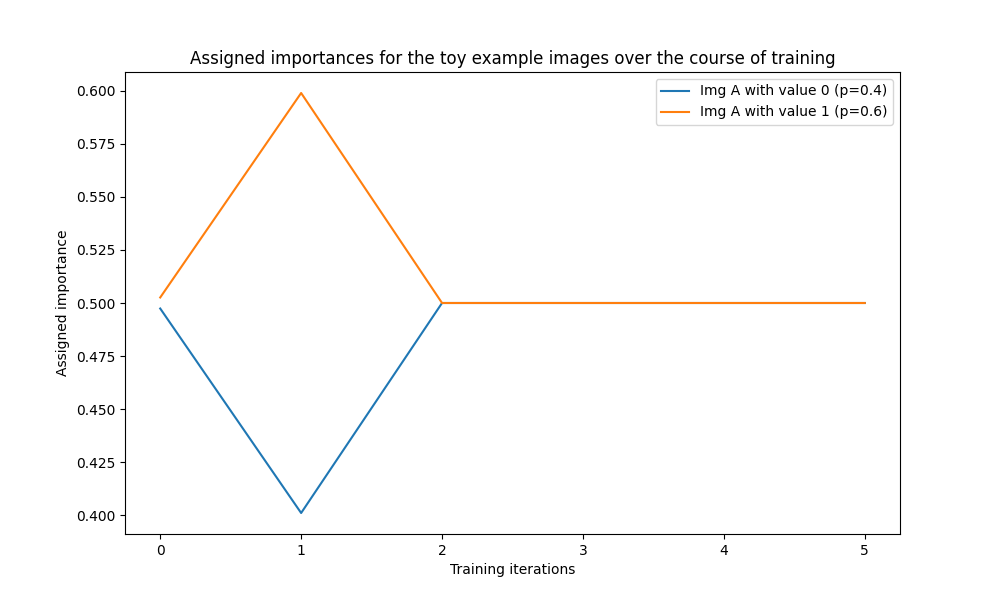 Assigned importances for the toy example images over the course of training
Img A with value 0 (p=0.4)
Img A with value 1 (p=0.6)
Assigned importance
0.600
0.575
0.550
0.525
0.500
0.475
0.450
0.425
0.400
0 1 2 3 4 5
Training iterations